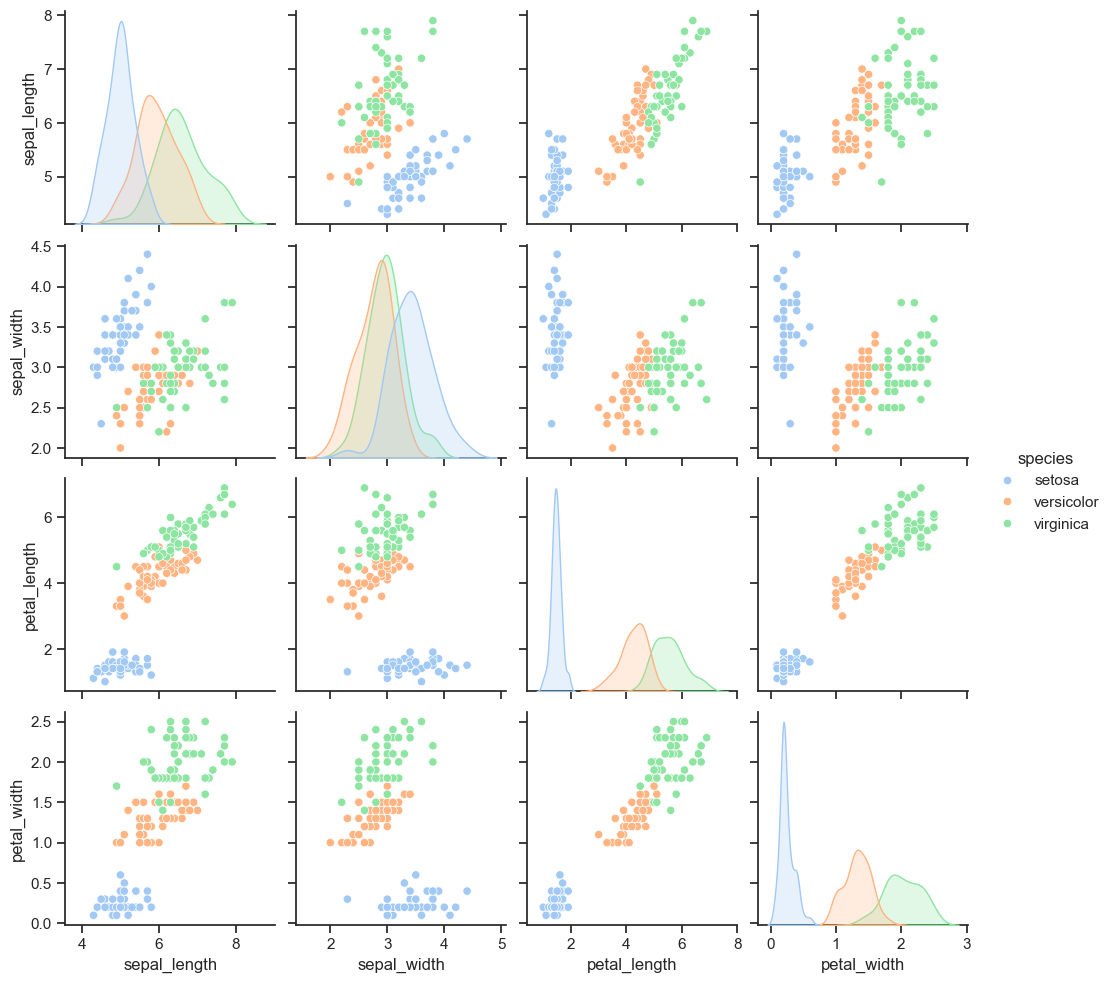 8
7
6
5
sepal_length
4.5
4.0
3.5
3.0
2.5
2.0
sepal_width
6
4
2
petal_length
2.5
2.0
1.5
1.0
0.5
0.0
petal_width
4 6 8
sepal_length
2 3 4 5
sepal_width
2 4 6 8
petal_length
0 1 2 3
petal_width
species
setosa
versicolor
virginica